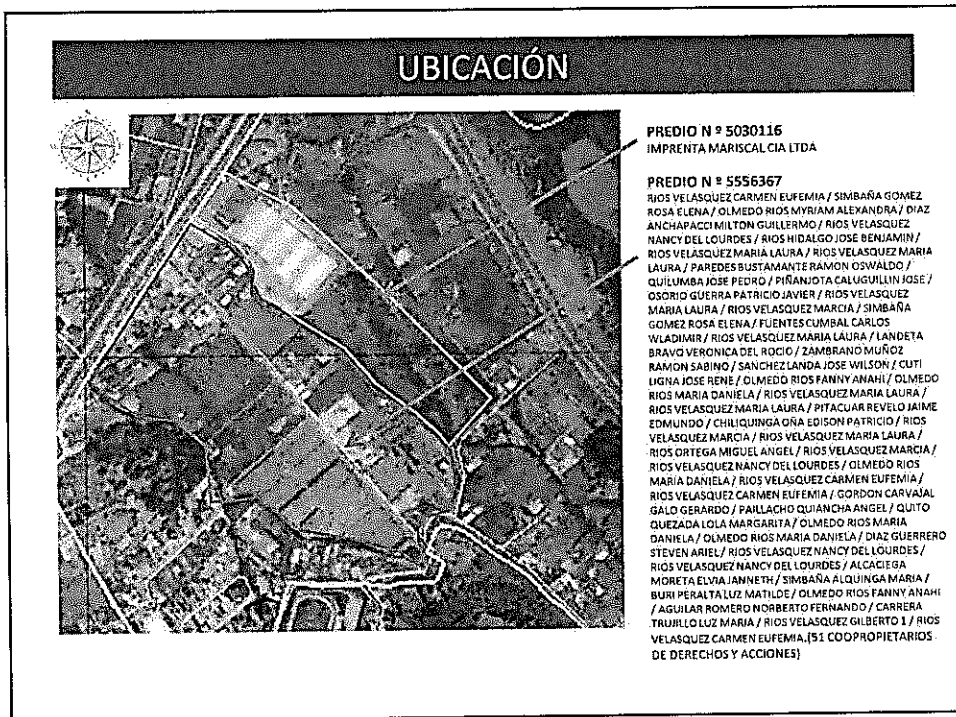 UBICACIÓN
PREDIO Nº 5030116
IMPRENTA MARISCAL CIA LTDA
PREDIO Nº 5556367
RIOS VELASQUEZ CARMEN EUFEMIA / SIMBAÑA GOMEZ
ROSA ELENA / OLMEDO RIOS MYRIAM ALEXANDRA / DIAZ
ANCHAPACCI MILTON GUILLERMO / RIOS VELASQUEZ
NANCY DEL LOURDES / RIOS HIDALGO JOSE BENJAMIN /
RIOS VELASQUEZ MARIA LAURA / RIOS VELASQUEZ MARIA
LAURA / PAREDES BUSTAMANTE RAMON OSWALDO /
QUILUMBA JOSE PEDRO / PIÑANJOTA CALUGUILLIN JOSE /
OSORIO GUERRA PATRICIO JAVIER / RIOS VELASQUEZ
MARIA LAURA / RIOS VELASQUEZ MARCIA / SIMBAÑA
GOMEZ ROSA ELENA / FUENTES CUMBAL CARLOS
WLADIMIR / RIOS VELASQUEZ MARIA LAURA / LANDETA
BRAVO VERONICA DEL ROCIO / ZAMBRANO MUÑOZ
RAMON SABINO / SANCHEZ LANDA JOSE WILSON / CUTI
LIGNA JOSE RENE / OLMEDO RIOS FANNY ANAHI / OLMEDO
RIOS MARIA DANIELA / RIOS VELASQUEZ MARIA LAURA /
RIOS VELASQUEZ MARIA LAURA / PITACUAR REVELO JAIME
EDMUNDO / CHILIQUINGA OÑA EDISON PATRICIO / RIOS
VELASQUEZ MARCIA / RIOS VELASQUEZ MARIA LAURA /
RIOS ORTEGA MIGUEL ANGEL / RIOS VELASQUEZ MARCIA /
RIOS VELASQUEZ NANCY DEL LOURDES / OLMEDO RIOS
MARIA DANIELA / RIOS VELASQUEZ CARMEN EUFEMIA /
RIOS VELASQUEZ CARMEN EUFEMIA / GORDON CARVAJAL
GALO GERARDO / PAILLACHO QUIANCHA ANGEL / QUITO
QUEZADA LOLA MARGARITA / OLMEDO RIOS MARIA
DANIELA / OLMEDO RIOS MARIA DANIELA / DIAZ GUERRERO
STEVEN ARIEL / RIOS VELASQUEZ NANCY DEL LOURDES /
RIOS VELASQUEZ NANCY DEL LOURDES / ALCACIEGA
MORETA ELVIA JANNETH / SIMBAÑA ALQUINGA MARIA /
BURI PERALTA LUZ MATILDE / OLMEDO RIOS FANNY ANAHI
/ AGUILAR ROMERO NORBERTO FERNANDO / CARRERA
TRUJILLO LUZ MARIA / RIOS VELASQUEZ GILBERTO 1 / RIOS
VELASQUEZ CARMEN EUFEMIA.(51 COOPROPIETARIOS
DE DERECHOS Y ACCIONES)